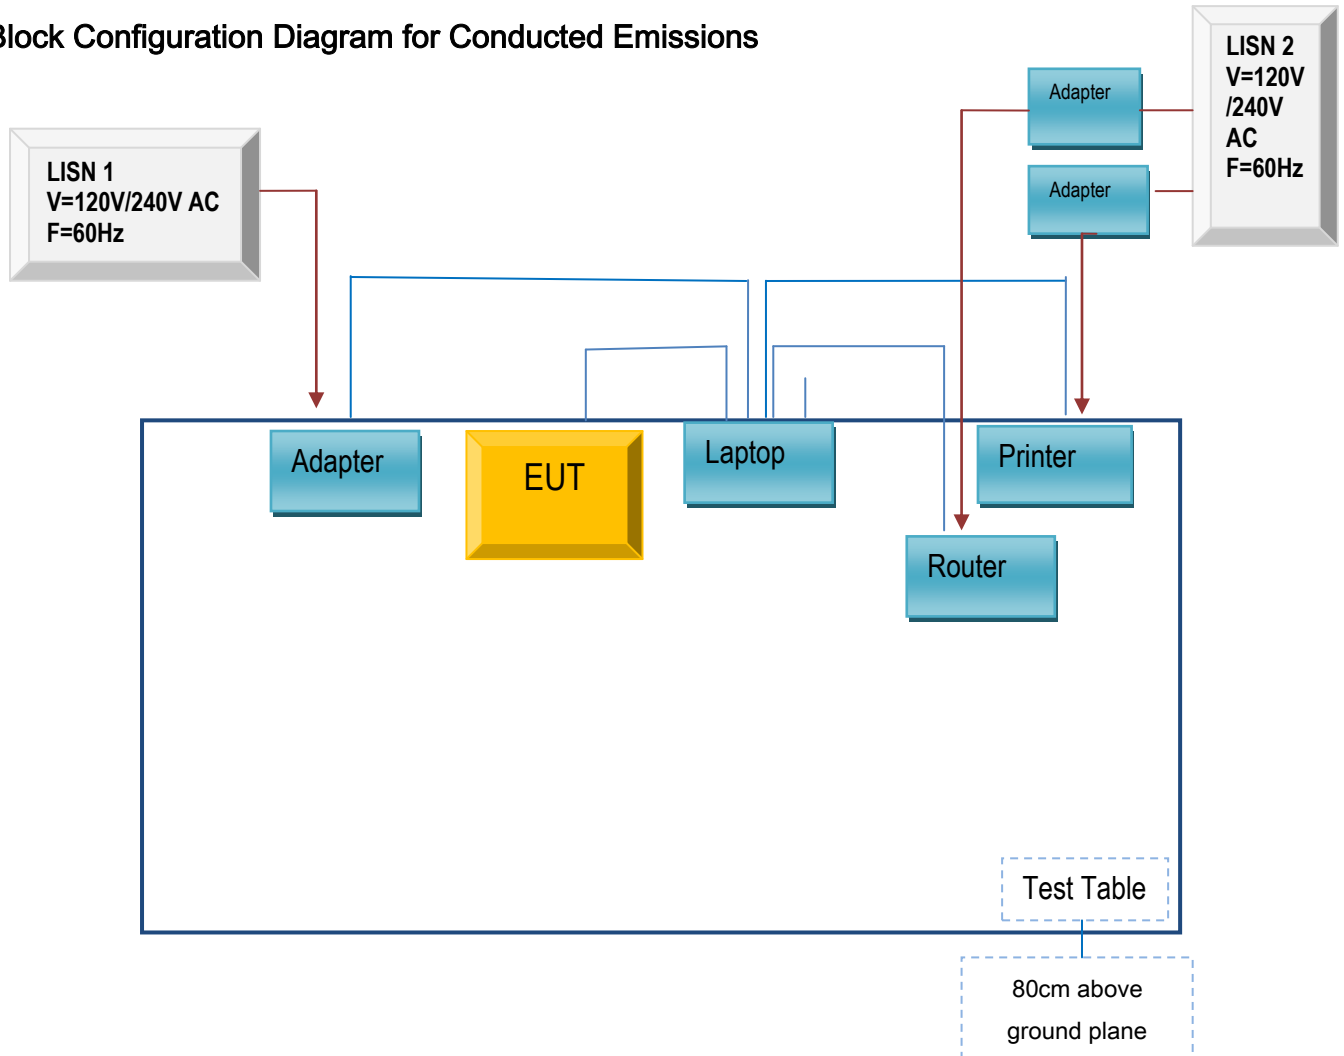 Block Configuration Diagram for Conducted Emissions
LISN 1
V=120V/240V AC
F=60Hz
Adapter
Adapter
LISN 2
V=120V
/240V
AC
F=60Hz
Adapter
EUT
Laptop
Printer
Router
Test Table
80cm above
ground plane